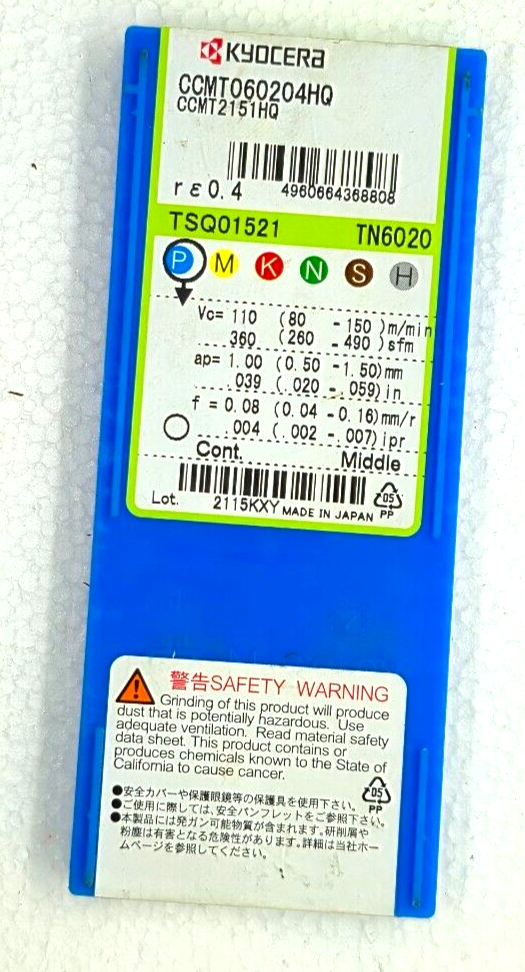 KYOCERA
CCMT060204HQ
CCMT2151HQ
rε0.4
4960664368808
TSQ01521 TN6020
P M K N S H
Vc= 110 (80 -150 )m/min
360 (260 -490 )sfm
ap= 1.00 (0.50 -1.50)mm
.039 (.020 -.059)in
f = 0.08 (0.04 -0.16)mm/r
.004 (.002 -.007)ipr
Cont. Middle
Lot. 2115KXY MADE IN JAPAN
05
PP
警告SAFETY WARNING
Grinding of this product will produce
dust that is potentially hazardous. Use
adequate ventilation. Read material safety
data sheet. This product contains or
produces chemicals known to the State of
California to cause cancer.
05
PP
●安全カバーや保護眼鏡等の保護具を使用下さい。
●ご使用に際しては、安全パンフレットをご参照下さい。
●本製品には発ガン可能物質が含まれます。研削屑や
粉塵は有害となる危険性があります。詳細は当社ホー
ムページを参照してください。